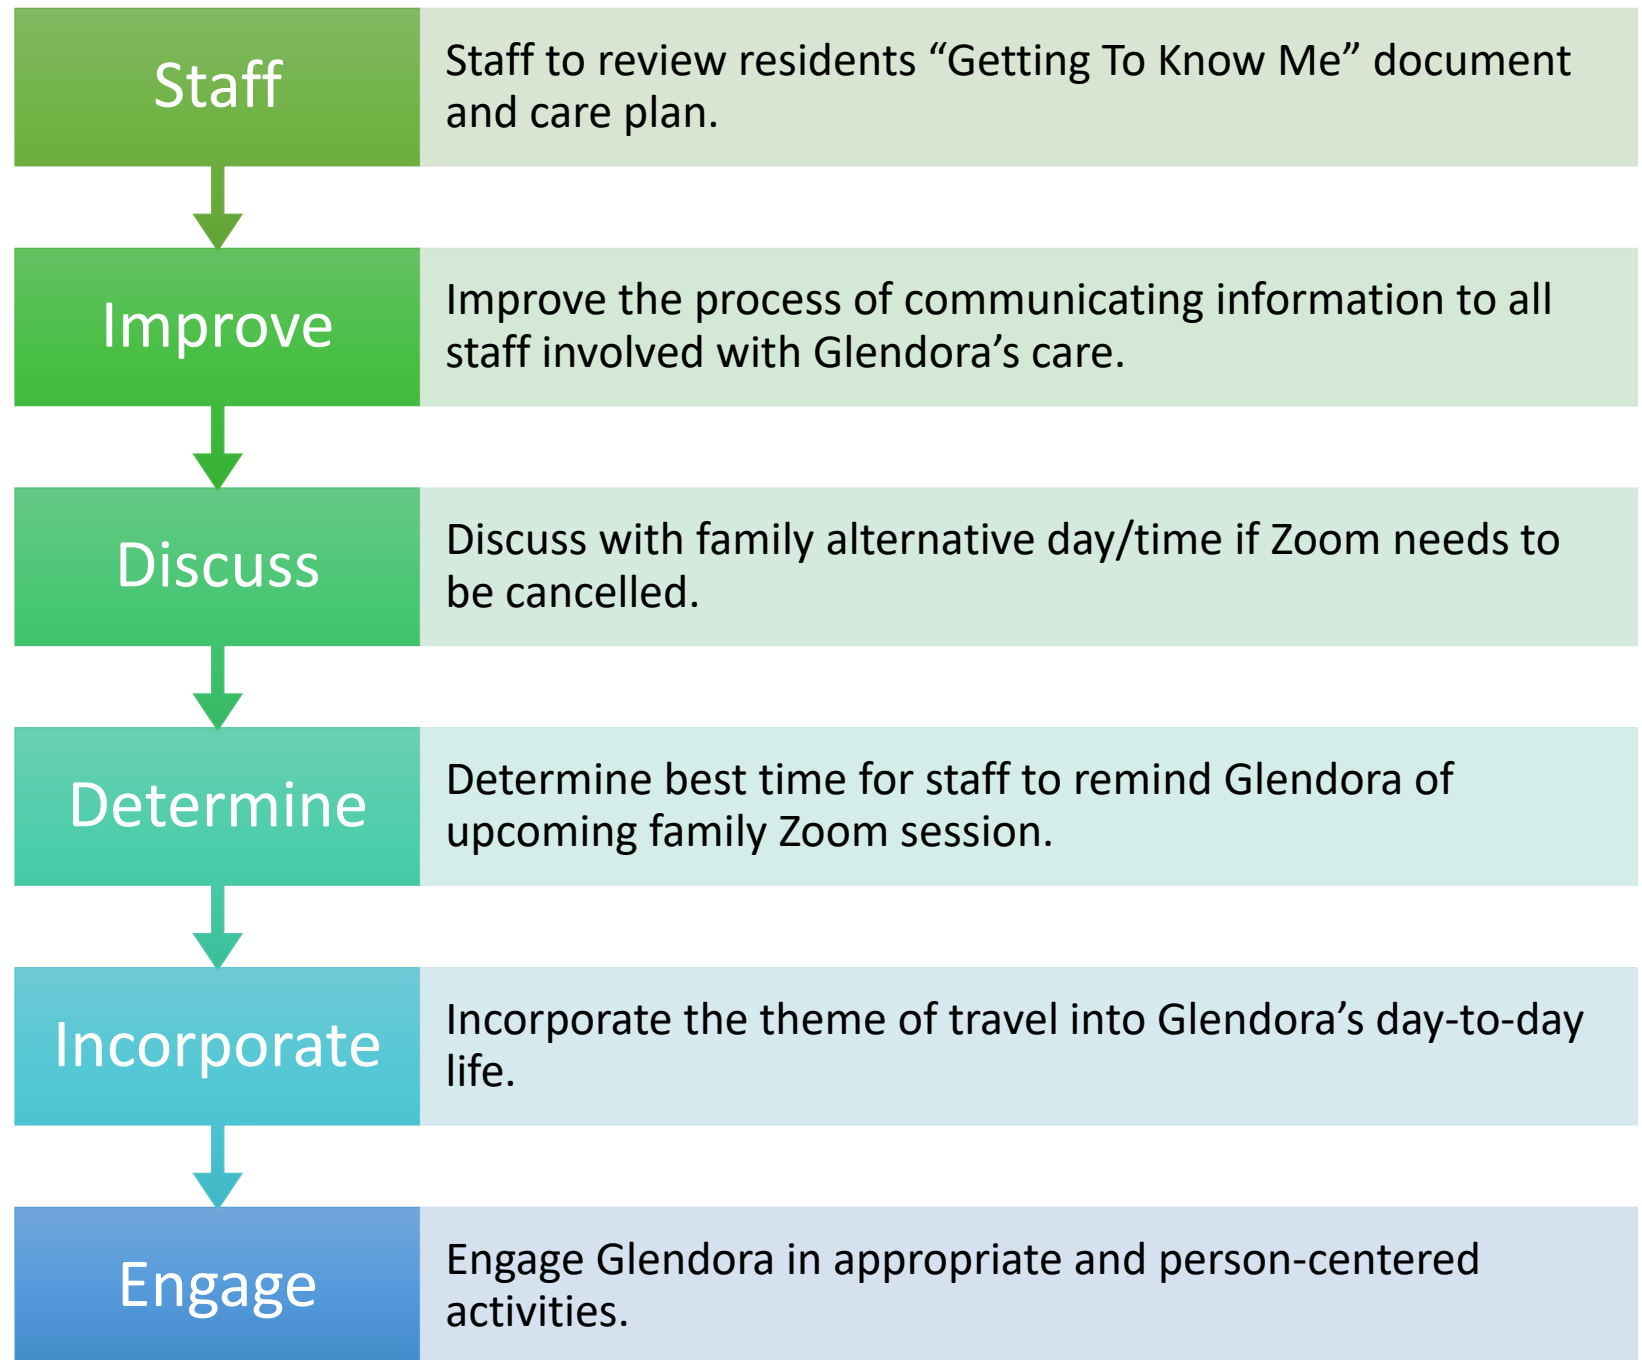 Staff
Staff to review residents “Getting To Know Me” document
and care plan.
Improve
Improve the process of communicating information to all
staff involved with Glendora’s care.
Discuss
Discuss with family alternative day/time if Zoom needs to
be cancelled.
Determine
Determine best time for staff to remind Glendora of
upcoming family Zoom session.
Incorporate
Incorporate the theme of travel into Glendora’s day-to-day
life.
Engage
Engage Glendora in appropriate and person-centered
activities.